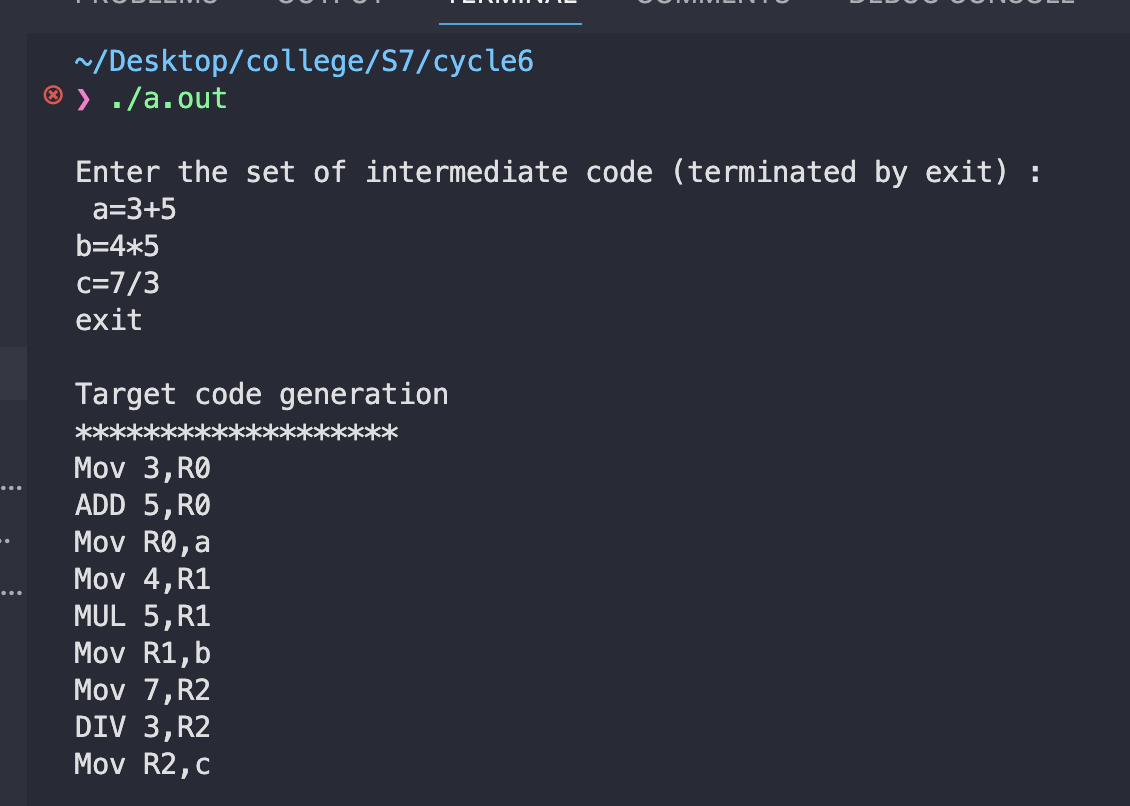 PROBLEMS OUTPUT TERMINAL COMMENTS DEBUG CONSOLE
~/Desktop/college/S7/cycle6
❯ ./a.out
Enter the set of intermediate code (terminated by exit) :
 a=3+5
b=4*5
c=7/3
exit
Target code generation
*******************
Mov 3,R0
ADD 5,R0
Mov R0,a
Mov 4,R1
MUL 5,R1
Mov R1,b
Mov 7,R2
DIV 3,R2
Mov R2,c